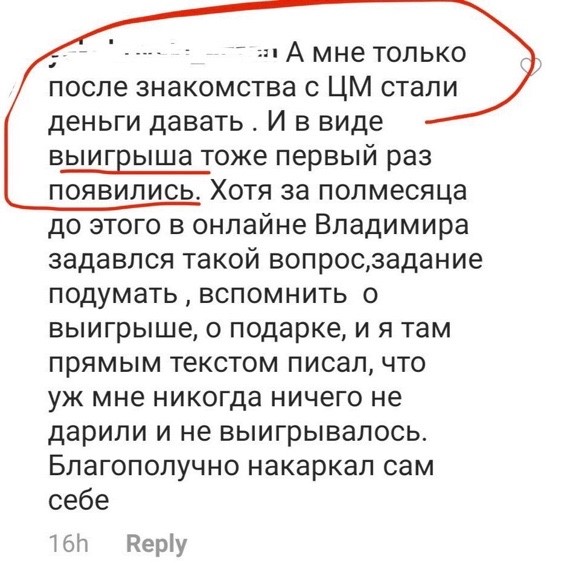 А мне только
после знакомства с ЦМ стали
деньги давать . И в виде
выигрыша тоже первый раз
появились. Хотя за полмесяца
до этого в онлайне Владимира
задавлся такой вопрос,задание
подумать , вспомнить о
выигрыше, о подарке, и я там
прямым текстом писал, что
уж мне никогда ничего не
дарили и не выигрывалось.
Благополучно накаркал сам
себе
16h Reply